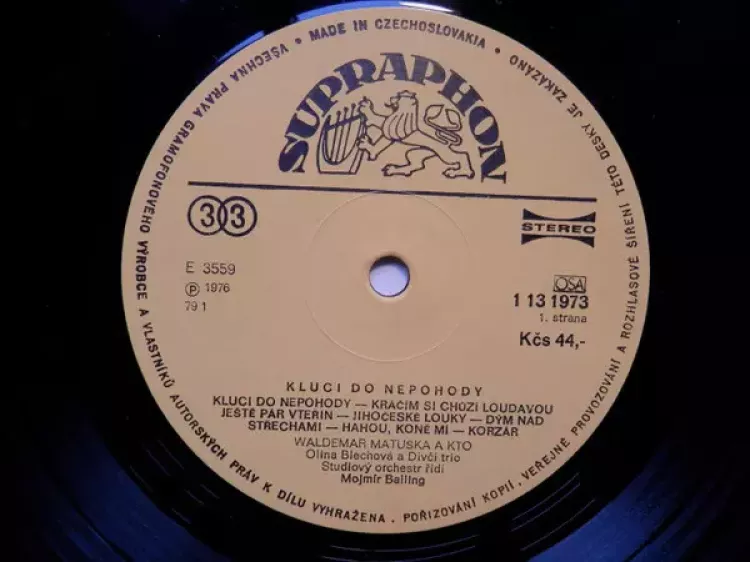 VŠECHNA PRÁVA GRAMOFONOVÉHO VÝROBCE A VLASTNÍKŮ AUTORSKÝCH PRÁV K DÍLU VYHRAŽENA . POŘIZOVÁNÍ KOPIÍ, VEŘEJNÉ PROVOZOVÁNÍ A ROZHLASOVÉ ŠÍŘENÍ TÉTO DESKY JE ZAKÁZÁNO
• MADE IN CZECHOSLOVAKIA •
SUPRAPHON
33
STEREO
E 3559
Ⓟ 1976
79 1
OSA
1 13 1973
1. strana
Kčs 44,-
KLUCI DO NEPOHODY
KLUCI DO NEPOHODY — KRÁČÍM SI CHŮZÍ LOUDAVOU
JEŠTĚ PÁR VTEŘIN — JIHOČESKÉ LOUKY — DÝM NAD
STŘECHAMI — HAHOU, KONĚ MÍ — KORZÁR
WALDEMAR MATUŠKA A KTO
Olina Blechová a Dívčí trio
Studiový orchestr řídí
Mojmír Balling